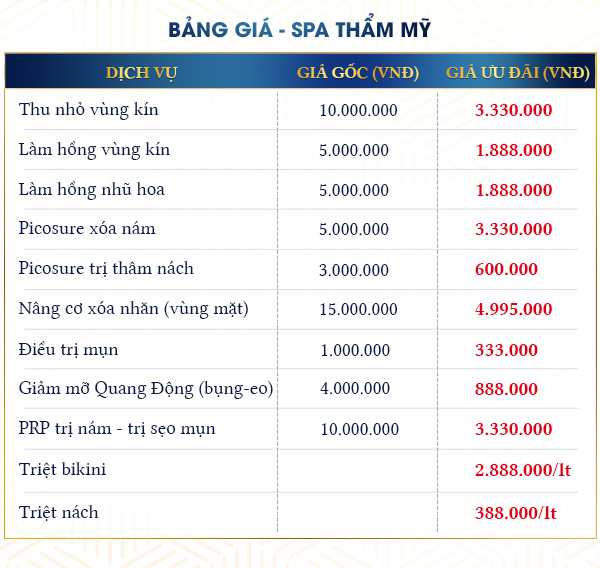 BẢNG GIÁ - SPA THẨM MỸ
DỊCH VỤ GIÁ GỐC (VNĐ) GIÁ ƯU ĐÃI (VNĐ)
Thu nhỏ vùng kín 10.000.000 3.330.000
Làm hồng vùng kín 5.000.000 1.888.000
Làm hồng nhũ hoa 5.000.000 1.888.000
Picosure xóa nám 5.000.000 3.330.000
Picosure trị thâm nách 3.000.000 600.000
Nâng cơ xóa nhăn (vùng mặt) 15.000.000 4.995.000
Điều trị mụn 1.000.000 333.000
Giảm mỡ Quang Động (bụng-eo) 4.000.000 888.000
PRP trị nám - trị sẹo mụn 10.000.000 3.330.000
Triệt bikini 2.888.000/lt
Triệt nách 388.000/lt